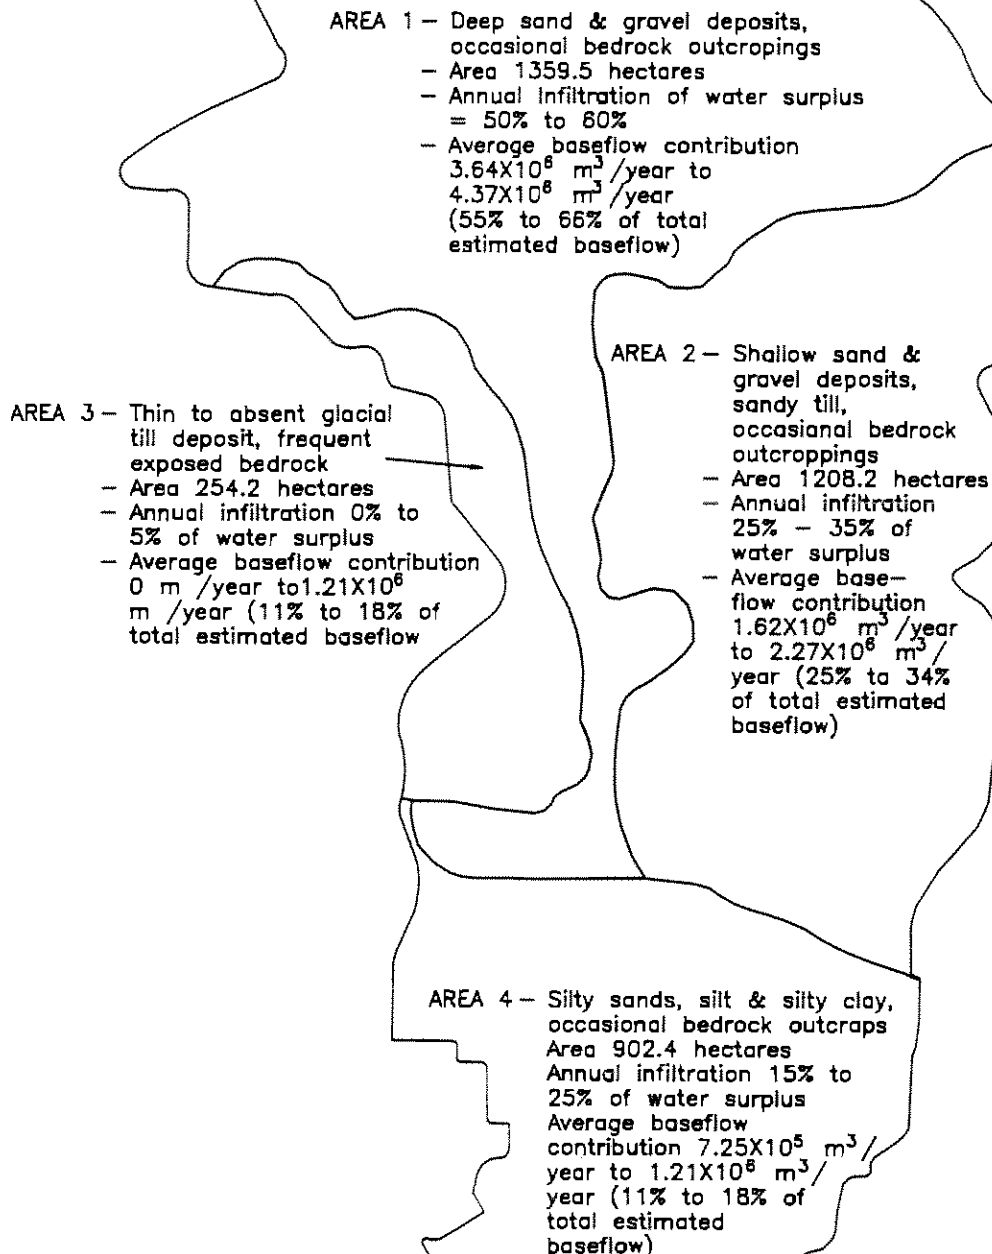 AREA 1 – Deep sand & gravel deposits,
occasional bedrock outcropings
– Area 1359.5 hectares
– Annual Infiltration of water surplus
= 50% to 60%
– Average baseflow contribution
3.64X10⁶ m³/year to
4.37X10⁶ m³/year
(55% to 66% of total
estimated baseflow)
AREA 2 – Shallow sand &
gravel deposits,
sandy till,
occasional bedrock
outcroppings
– Area 1208.2 hectares
– Annual infiltration
25% – 35% of
water surplus
– Average base–
flow contribution
1.62X10⁶ m³/year
to 2.27X10⁶ m³/
year (25% to 34%
of total estimated
baseflow)
AREA 3 – Thin to absent glacial
till deposit, frequent
exposed bedrock
– Area 254.2 hectares
– Annual infiltration 0% to
5% of water surplus
– Average baseflow contribution
0 m /year to1.21X10⁶
m /year (11% to 18% of
total estimated baseflow
AREA 4 – Silty sands, silt & silty clay,
occasional bedrock outcrops
Area 902.4 hectares
Annual infiltration 15% to
25% of water surplus
Average baseflow
contribution 7.25X10⁵ m³/
year to 1.21X10⁶ m³/
year (11% to 18% of
total estimated
baseflow)